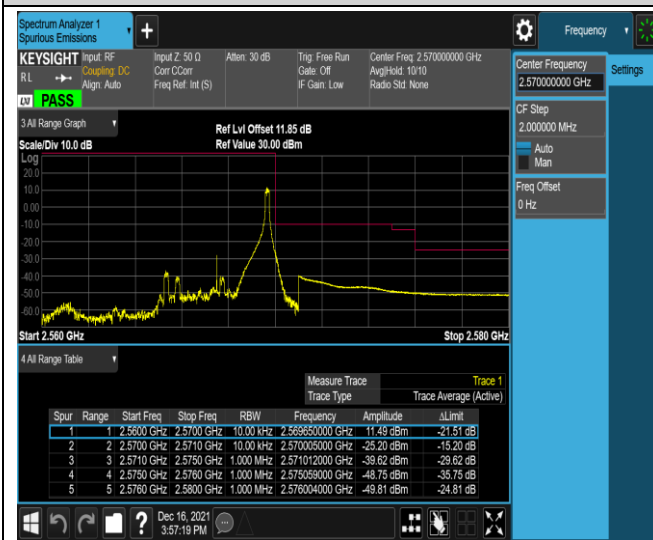 Spectrum Analyzer 1
Spurious Emissions
+
Frequency
KEYSIGHT Input: RF Input Z: 50 Ω Atten: 30 dB Trig: Free Run Center Freq: 2.570000000 GHz
RL Coupling: DC Corr CCorr Gate: Off Avg|Hold: 10/10
Align: Auto Freq Ref: Int (S) IF Gain: Low Radio Std: None
LXI PASS
Center Frequency
2.570000000 GHz
Settings
CF Step
2.000000 MHz
Auto
Man
Freq Offset
0 Hz
3 All Range Graph
Ref Lvl Offset 11.85 dB
Scale/Div 10.0 dB Ref Value 30.00 dBm
Log
20.0
10.0
0.00
-10.0
-20.0
-30.0
-40.0
-50.0
-60.0
Start 2.560 GHz Stop 2.580 GHz
4 All Range Table
Measure Trace Trace 1
Trace Type Trace Average (Active)
Spur Range Start Freq Stop Freq RBW Frequency Amplitude ΔLimit
1 1 2.5600 GHz 2.5700 GHz 10.00 kHz 2.569650000 GHz 11.49 dBm -21.51 dB
2 2 2.5700 GHz 2.5710 GHz 10.00 kHz 2.570005000 GHz -25.20 dBm -15.20 dB
3 3 2.5710 GHz 2.5750 GHz 1.000 MHz 2.571012000 GHz -39.62 dBm -29.62 dB
4 4 2.5750 GHz 2.5760 GHz 1.000 MHz 2.575059000 GHz -48.75 dBm -35.75 dB
5 5 2.5760 GHz 2.5800 GHz 1.000 MHz 2.576004000 GHz -49.81 dBm -24.81 dB
? Dec 16, 2021
3:57:19 PM